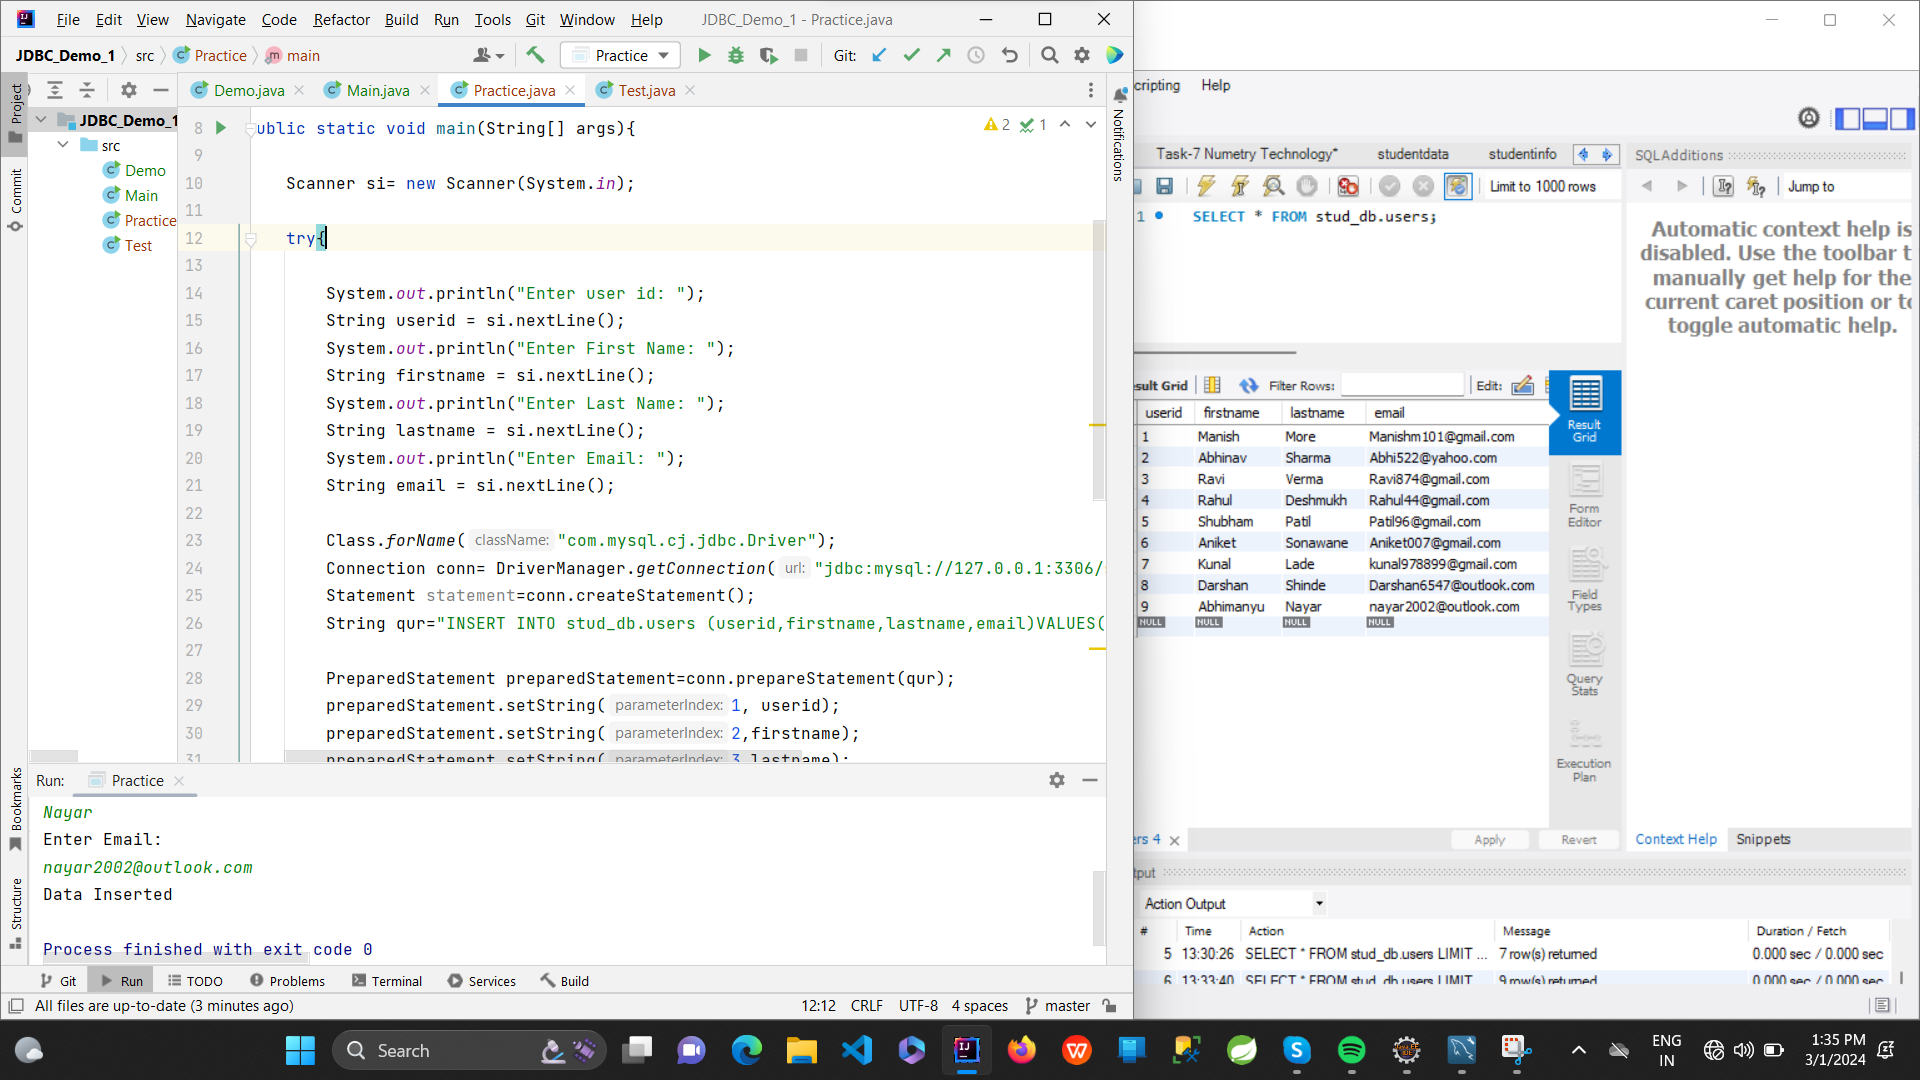 File Edit View Navigate Code Refactor Build Run Tools Git Window Help JDBC_Demo_1 - Practice.java
JDBC_Demo_1 src Practice main
Practice
Git:
Project
Commit
Bookmarks
Structure
Notifications
JDBC_Demo_1
src
Demo
Main
Practice
Test
Demo.java Main.java Practice.java Test.java
2 1
8 ublic static void main(String[] args){
9
10 Scanner si= new Scanner(System.in);
11
12 try{
13
14 System.out.println("Enter user id: ");
15 String userid = si.nextLine();
16 System.out.println("Enter First Name: ");
17 String firstname = si.nextLine();
18 System.out.println("Enter Last Name: ");
19 String lastname = si.nextLine();
20 System.out.println("Enter Email: ");
21 String email = si.nextLine();
22
23 Class.forName( className: "com.mysql.cj.jdbc.Driver");
24 Connection conn= DriverManager.getConnection( url: "jdbc:mysql://127.0.0.1:3306/
25 Statement statement=conn.createStatement();
26 String qur="INSERT INTO stud_db.users (userid,firstname,lastname,email)VALUES(
27
28 PreparedStatement preparedStatement=conn.prepareStatement(qur);
29 preparedStatement.setString( parameterIndex: 1, userid);
30 preparedStatement.setString( parameterIndex: 2,firstname);
31 preparedStatement.setString( parameterIndex: 3,lastname);
Run: Practice
Nayar
Enter Email:
nayar2002@outlook.com
Data Inserted
Process finished with exit code 0
Git Run TODO Problems Terminal Services Build
All files are up-to-date (3 minutes ago) 12:12 CRLF UTF-8 4 spaces master
cripting Help
Task-7 Numetry Technology* studentdata studentinfo
Limit to 1000 rows
1 SELECT * FROM stud_db.users;
SQLAdditions
Jump to
Automatic context help is
disabled. Use the toolbar t
manually get help for the
current caret position or to
toggle automatic help.
sult Grid Filter Rows: Edit:
userid firstname lastname email
1 Manish More Manishm101@gmail.com
2 Abhinav Sharma Abhi522@yahoo.com
3 Ravi Verma Ravi874@gmail.com
4 Rahul Deshmukh Rahul44@gmail.com
5 Shubham Patil Patil96@gmail.com
6 Aniket Sonawane Aniket007@gmail.com
7 Kunal Lade kunal978899@gmail.com
8 Darshan Shinde Darshan6547@outlook.com
9 Abhimanyu Nayar nayar2002@outlook.com
NULL NULL NULL NULL
Result
Grid
Form
Editor
Field
Types
Query
Stats
Execution
Plan
ers 4 Apply Revert
Context Help Snippets
tput
Action Output
# Time Action Message Duration / Fetch
5 13:30:26 SELECT * FROM stud_db.users LIMIT ... 7 row(s) returned 0.000 sec / 0.000 sec
6 13:33:40 SELECT * FROM stud_db.users LIMIT ... 9 row(s) returned 0.000 sec / 0.000 sec
Search
ENG
IN
1:35 PM
3/1/2024